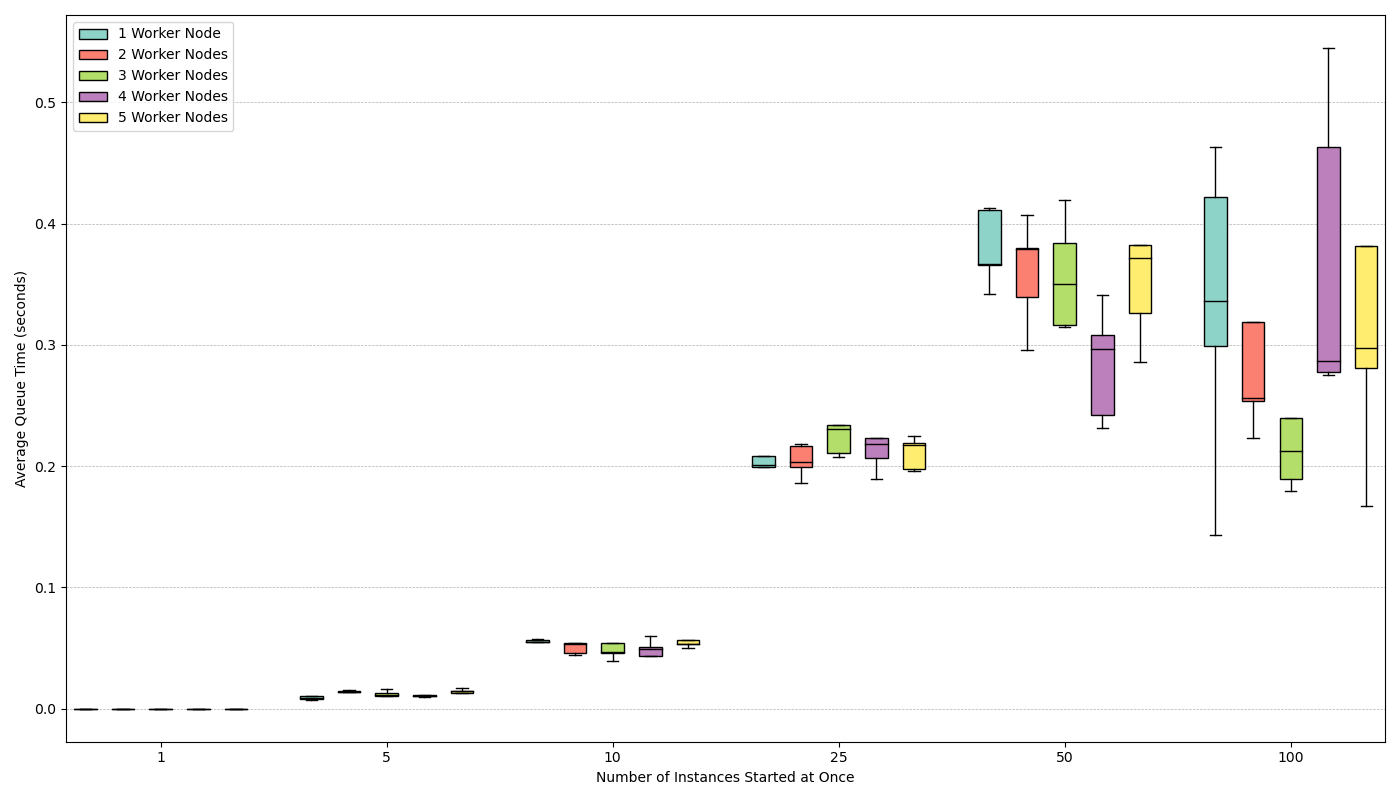 1 Worker Node
2 Worker Nodes
3 Worker Nodes
4 Worker Nodes
5 Worker Nodes
Average Queue Time (seconds)
0.5
0.4
0.3
0.2
0.1
0.0
1 5 10 25 50 100
Number of Instances Started at Once